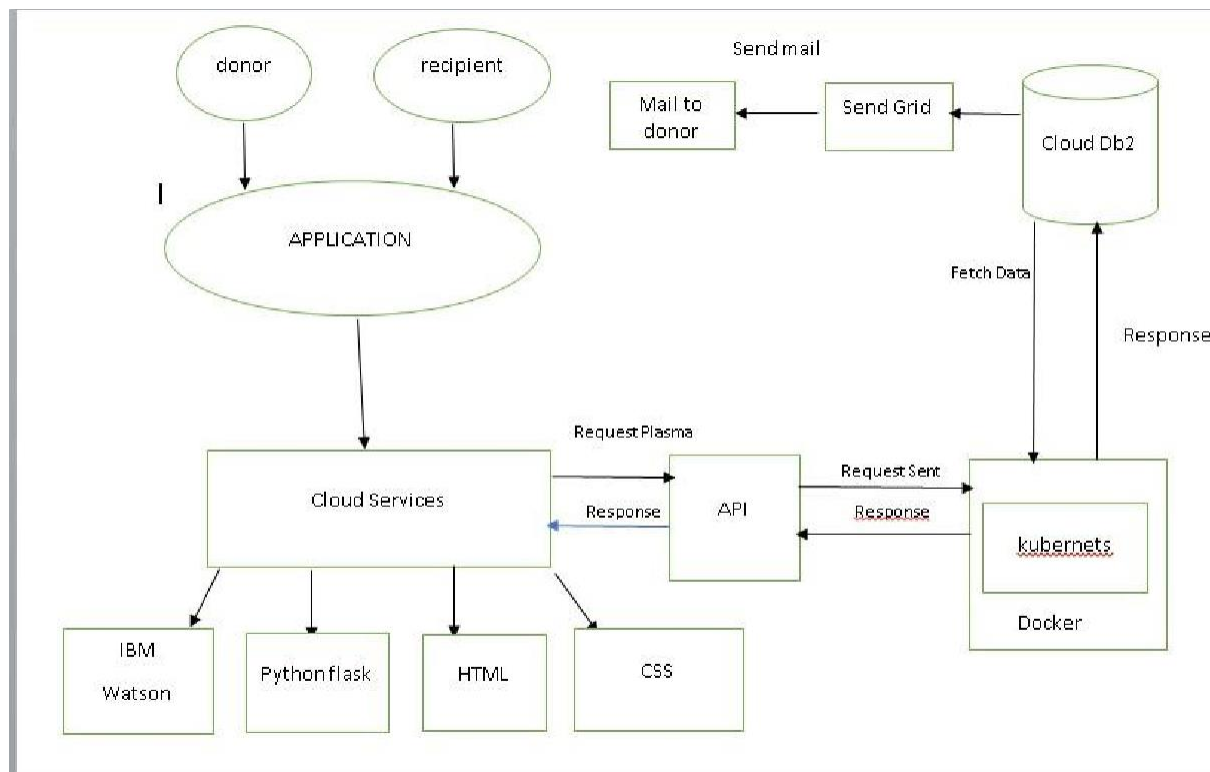 donor
recipient
Send mail
Mail to
donor
Send Grid
Cloud Db2
APPLICATION
Fetch Data
Response
Request Plasma
Cloud Services
Response
API
Request Sent
Response
kubernets
Docker
IBM
Watson
Python flask
HTML
CSS